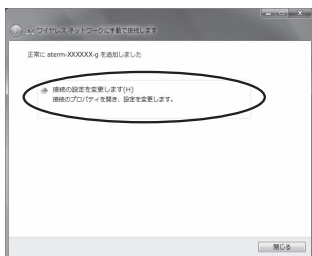 ワイヤレス ネットワークに手動で接続します
正常に aterm-XXXXXX-g を追加しました
接続の設定を変更します(H)
接続のプロパティを開き、設定を変更します。
閉じる